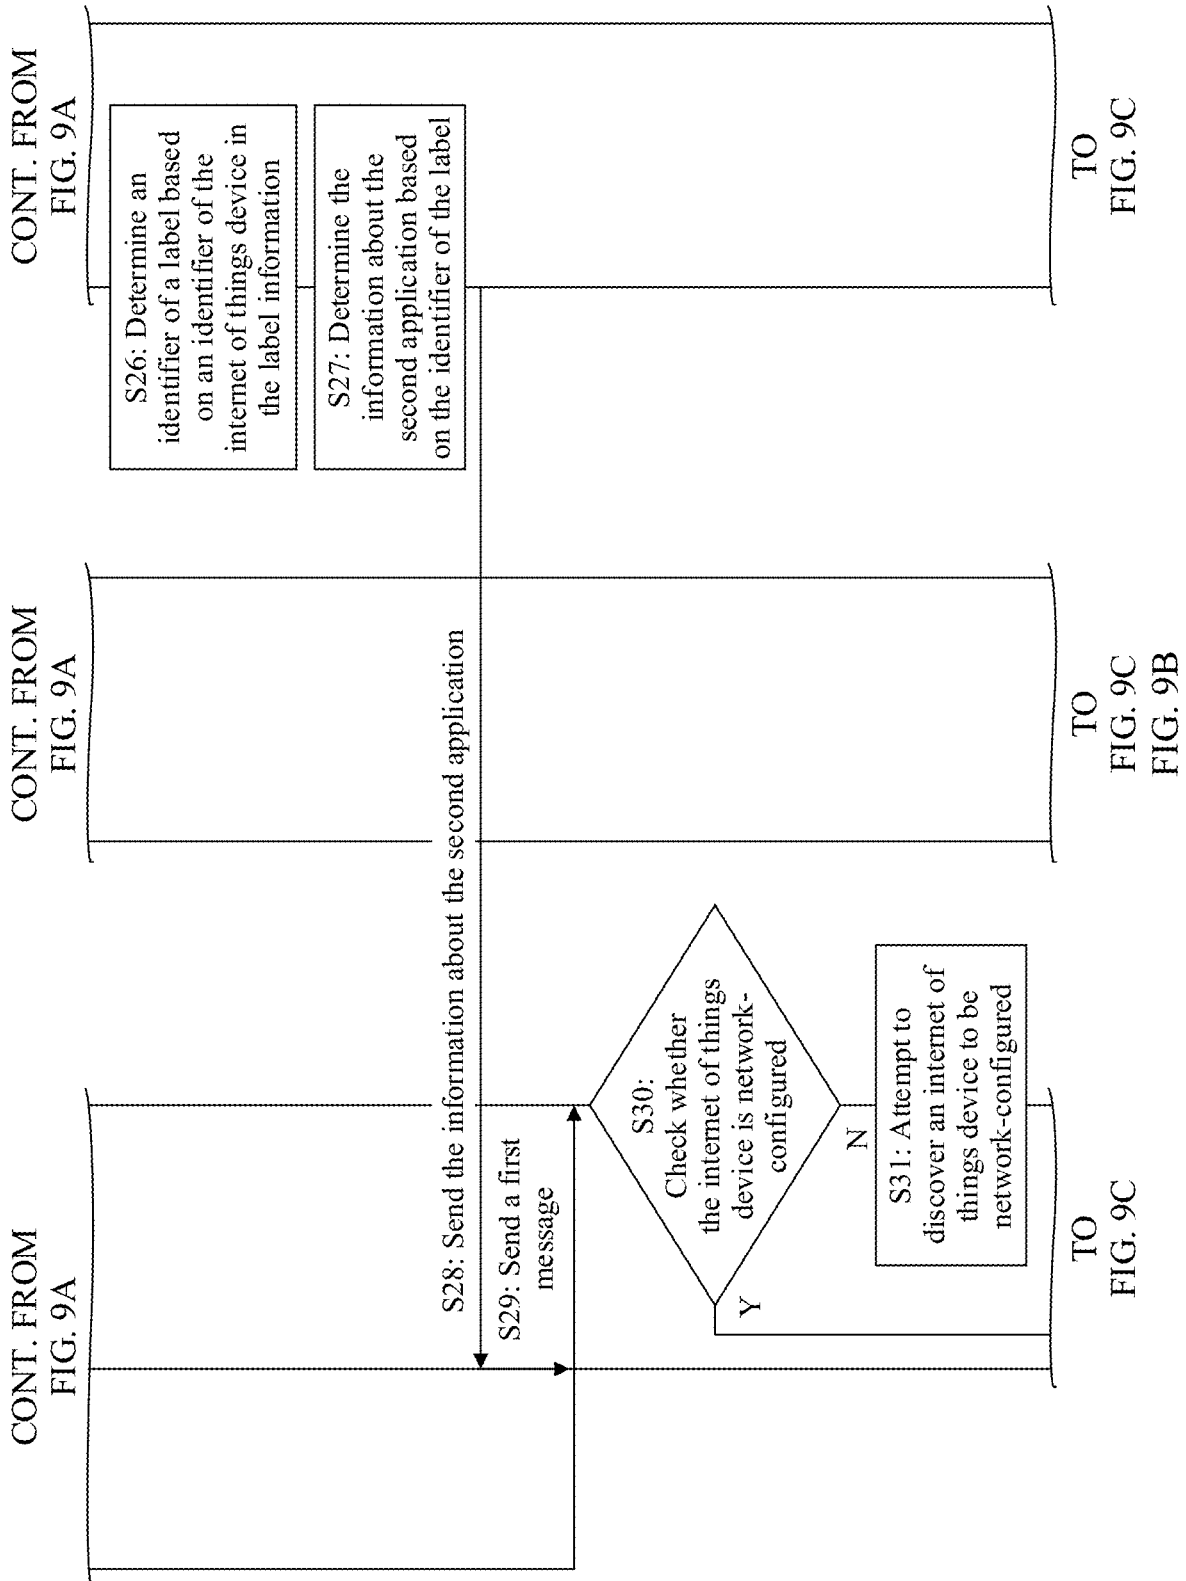 CONT. FROM
FIG. 9A
CONT. FROM
FIG. 9A
CONT. FROM
FIG. 9A
S26: Determine an
identifier of a label based
on an identifier of the
internet of things device in
the label information
S27: Determine the
information about the
second application based
on the identifier of the label
S28: Send the information about the second application
S29: Send a first
message
S30:
Check whether
the internet of things
device is network-
configured
Y
N
S31: Attempt to
discover an internet of
things device to be
network-configured
TO
FIG. 9C
TO
FIG. 9C
TO
FIG. 9C
FIG. 9B